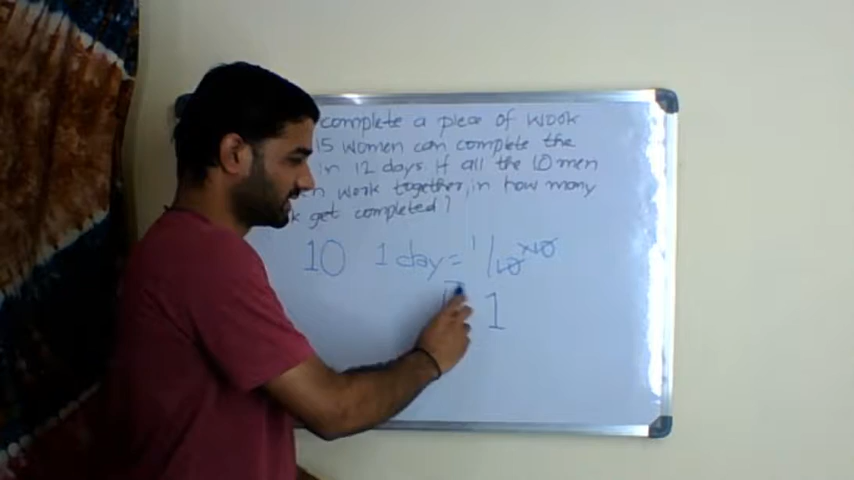 complete a piece of work
15 women can complete the
in 12 days. If all the 10 men
work together, in how many
get completed?
10 1 day = 1/10 x10
1